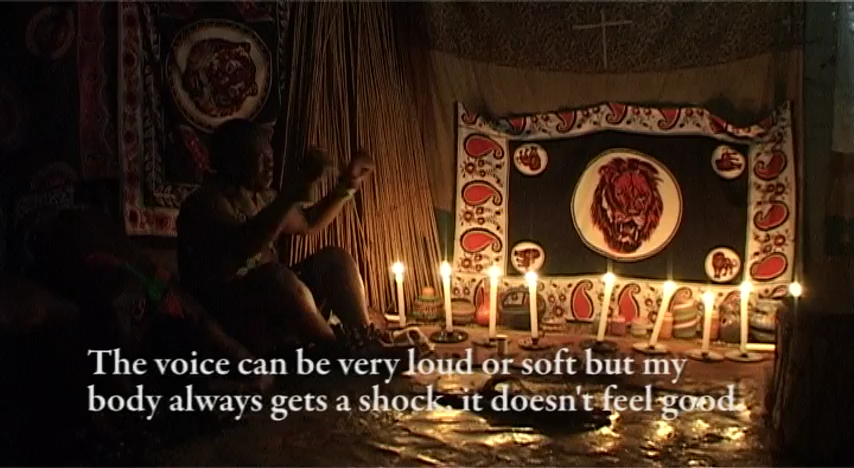 The voice can be very loud or soft but my
body always gets a shock. it doesn't feel good.